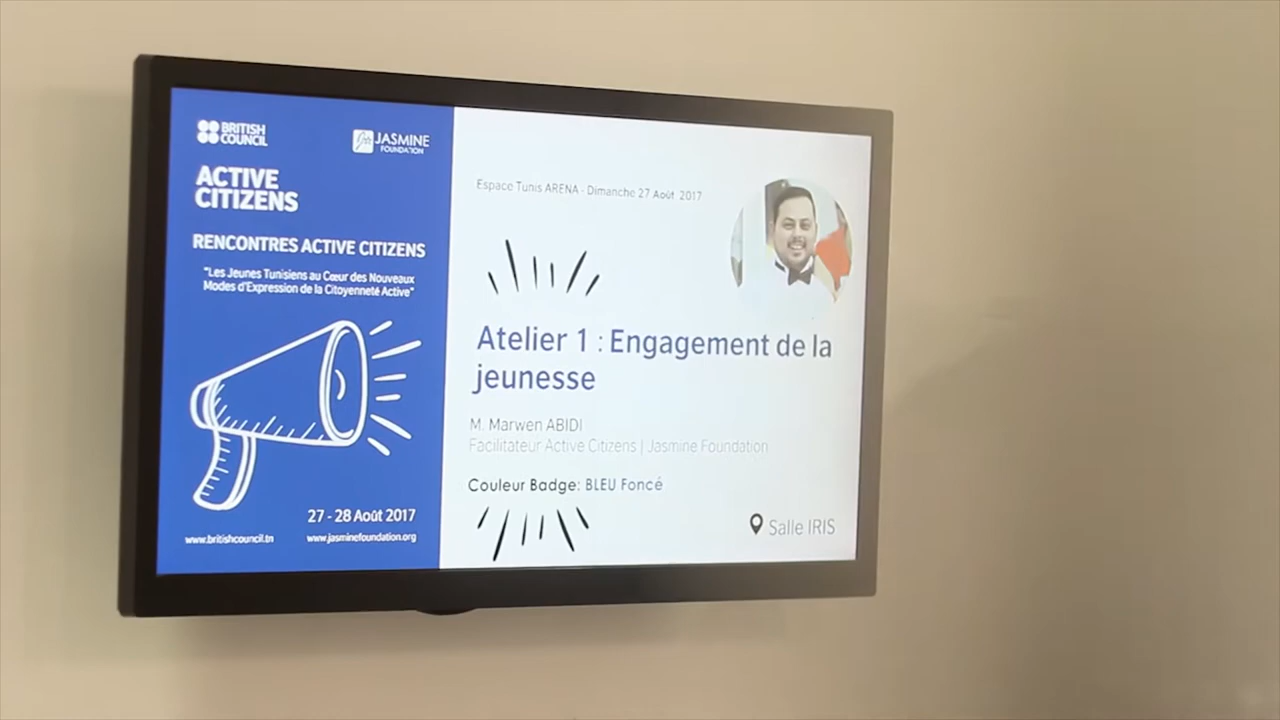 BRITISH
COUNCIL
JASMINE
FOUNDATION
ACTIVE
CITIZENS
RENCONTRES ACTIVE CITIZENS
"Les Jeunes Tunisiens au Cœur des Nouveaux
Modes d'Expression de la Citoyenneté Active"
27 - 28 Août 2017
www.britishcouncil.tn
www.jasminefoundation.org
Espace Tunis ARENA - Dimanche 27 Août 2017
Atelier 1 : Engagement de la
jeunesse
M. Marwen ABIDI
Facilitateur Active Citizens | Jasmine Foundation
Couleur Badge: BLEU Foncé
Salle IRIS